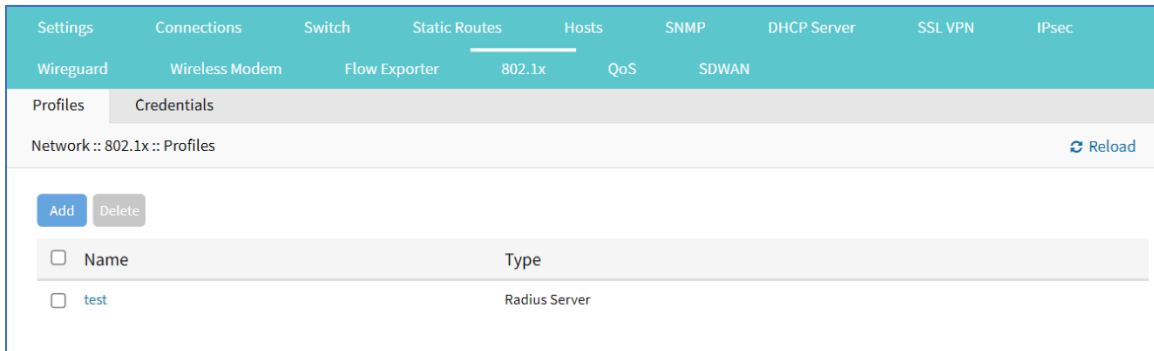 Settings Connections Switch Static Routes Hosts SNMP DHCP Server SSL VPN IPsec
Wireguard Wireless Modem Flow Exporter 802.1x QoS SDWAN
Profiles Credentials
Network :: 802.1x :: Profiles Reload
Add Delete
Name Type
test Radius Server